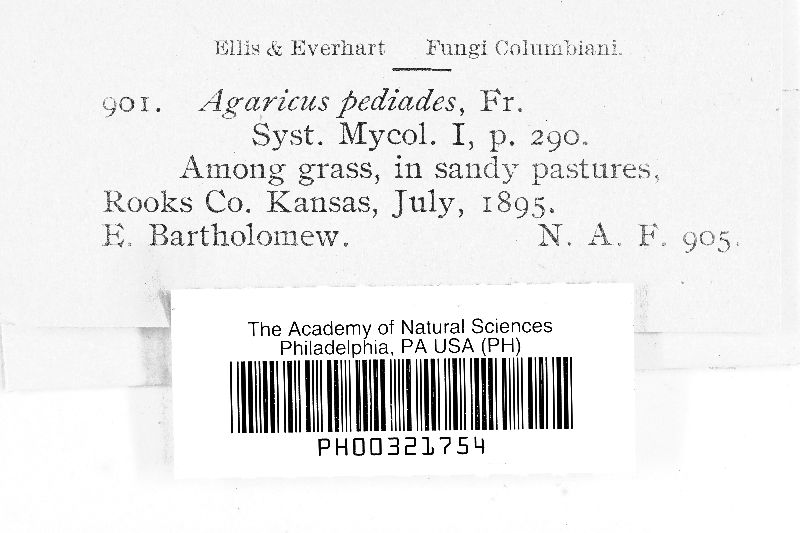 Ellis & Everhart Fungi Columbiani.
901. Agaricus pediades, Fr.
Syst. Mycol. I, p. 290.
Among grass, in sandy pastures,
Rooks Co. Kansas, July, 1895.
E. Bartholomew. N. A. F. 905.
The Academy of Natural Sciences
Philadelphia, PA USA (PH)
PH00321754